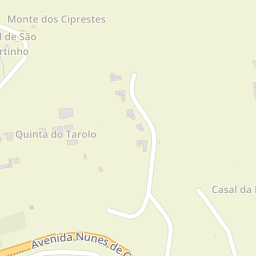 Monte dos Ciprestes
l de São
rtinho
Quinta do Tarolo
Casal da
Avenida Nunes de